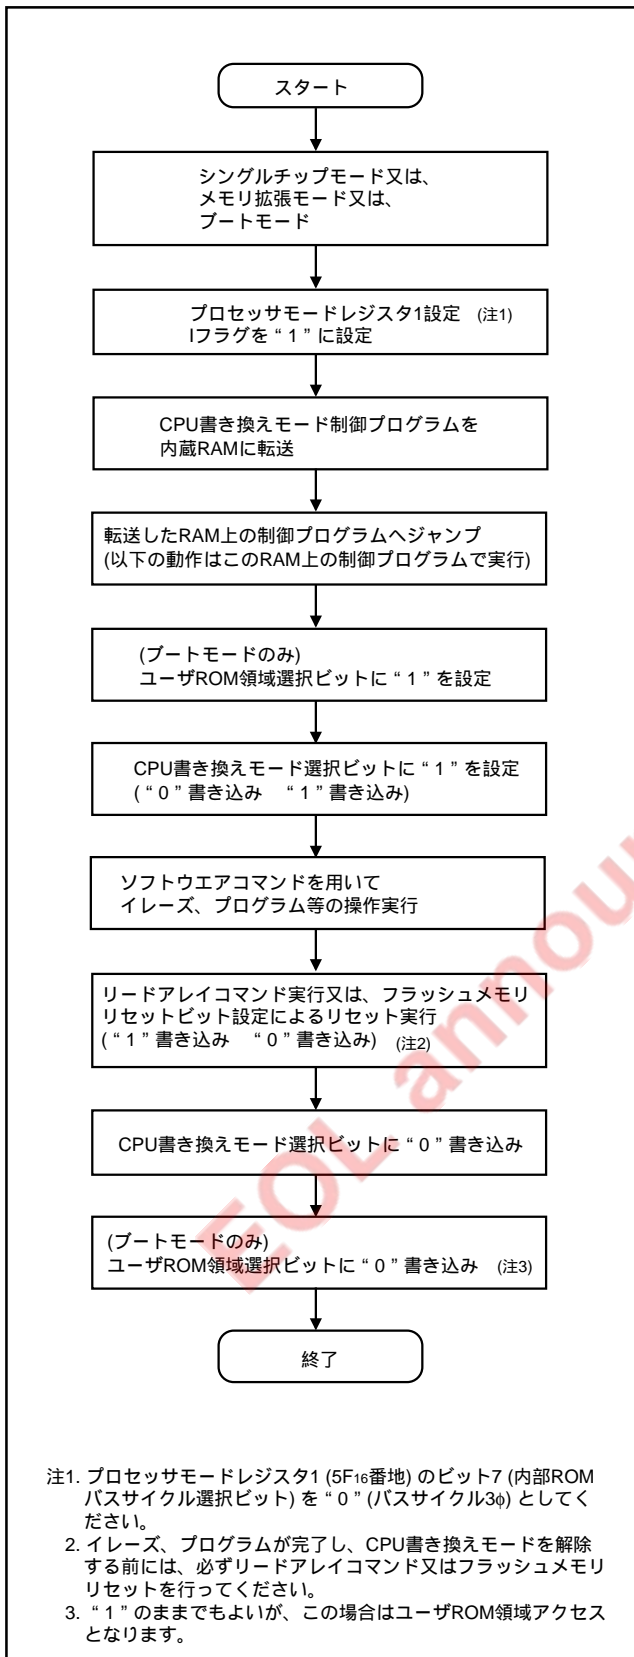 スタート
シングルチップモード又は、
メモリ拡張モード又は、
ブートモード
プロセッサモードレジスタ1設定 (注1)
Iフラグを“1”に設定
CPU書き換えモード制御プログラムを
内蔵RAMに転送
転送したRAM上の制御プログラムへジャンプ
(以下の動作はこのRAM上の制御プログラムで実行)
(ブートモードのみ)
ユーザROM領域選択ビットに“1”を設定
CPU書き換えモード選択ビットに“1”を設定
(“0”書き込み “1”書き込み)
ソフトウエアコマンドを用いて
イレーズ、プログラム等の操作実行
リードアレイコマンド実行又は、フラッシュメモリ
リセットビット設定によるリセット実行
(“1”書き込み “0”書き込み) (注2)
CPU書き換えモード選択ビットに“0”書き込み
(ブートモードのみ)
ユーザROM領域選択ビットに“0”書き込み (注3)
終了
注1. プロセッサモードレジスタ1 (5F16番地) のビット7 (内部ROM
バスサイクル選択ビット) を“0” (バスサイクル3φ) としてく
ださい。
2. イレーズ、プログラムが完了し、CPU書き換えモードを解除
する前には、必ずリードアレイコマンド又はフラッシュメモリ
リセットを行ってください。
3. “1”のままでもよいが、この場合はユーザROM領域アクセス
となります。
EOL annou